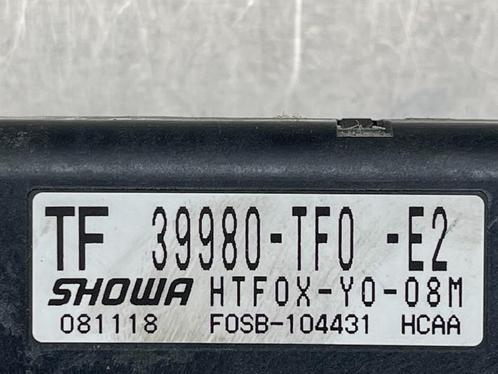 TF 39980-TF0 -E2
SHOWA HTF0X-Y0-08M
081118 F0SB-104431 HCAA